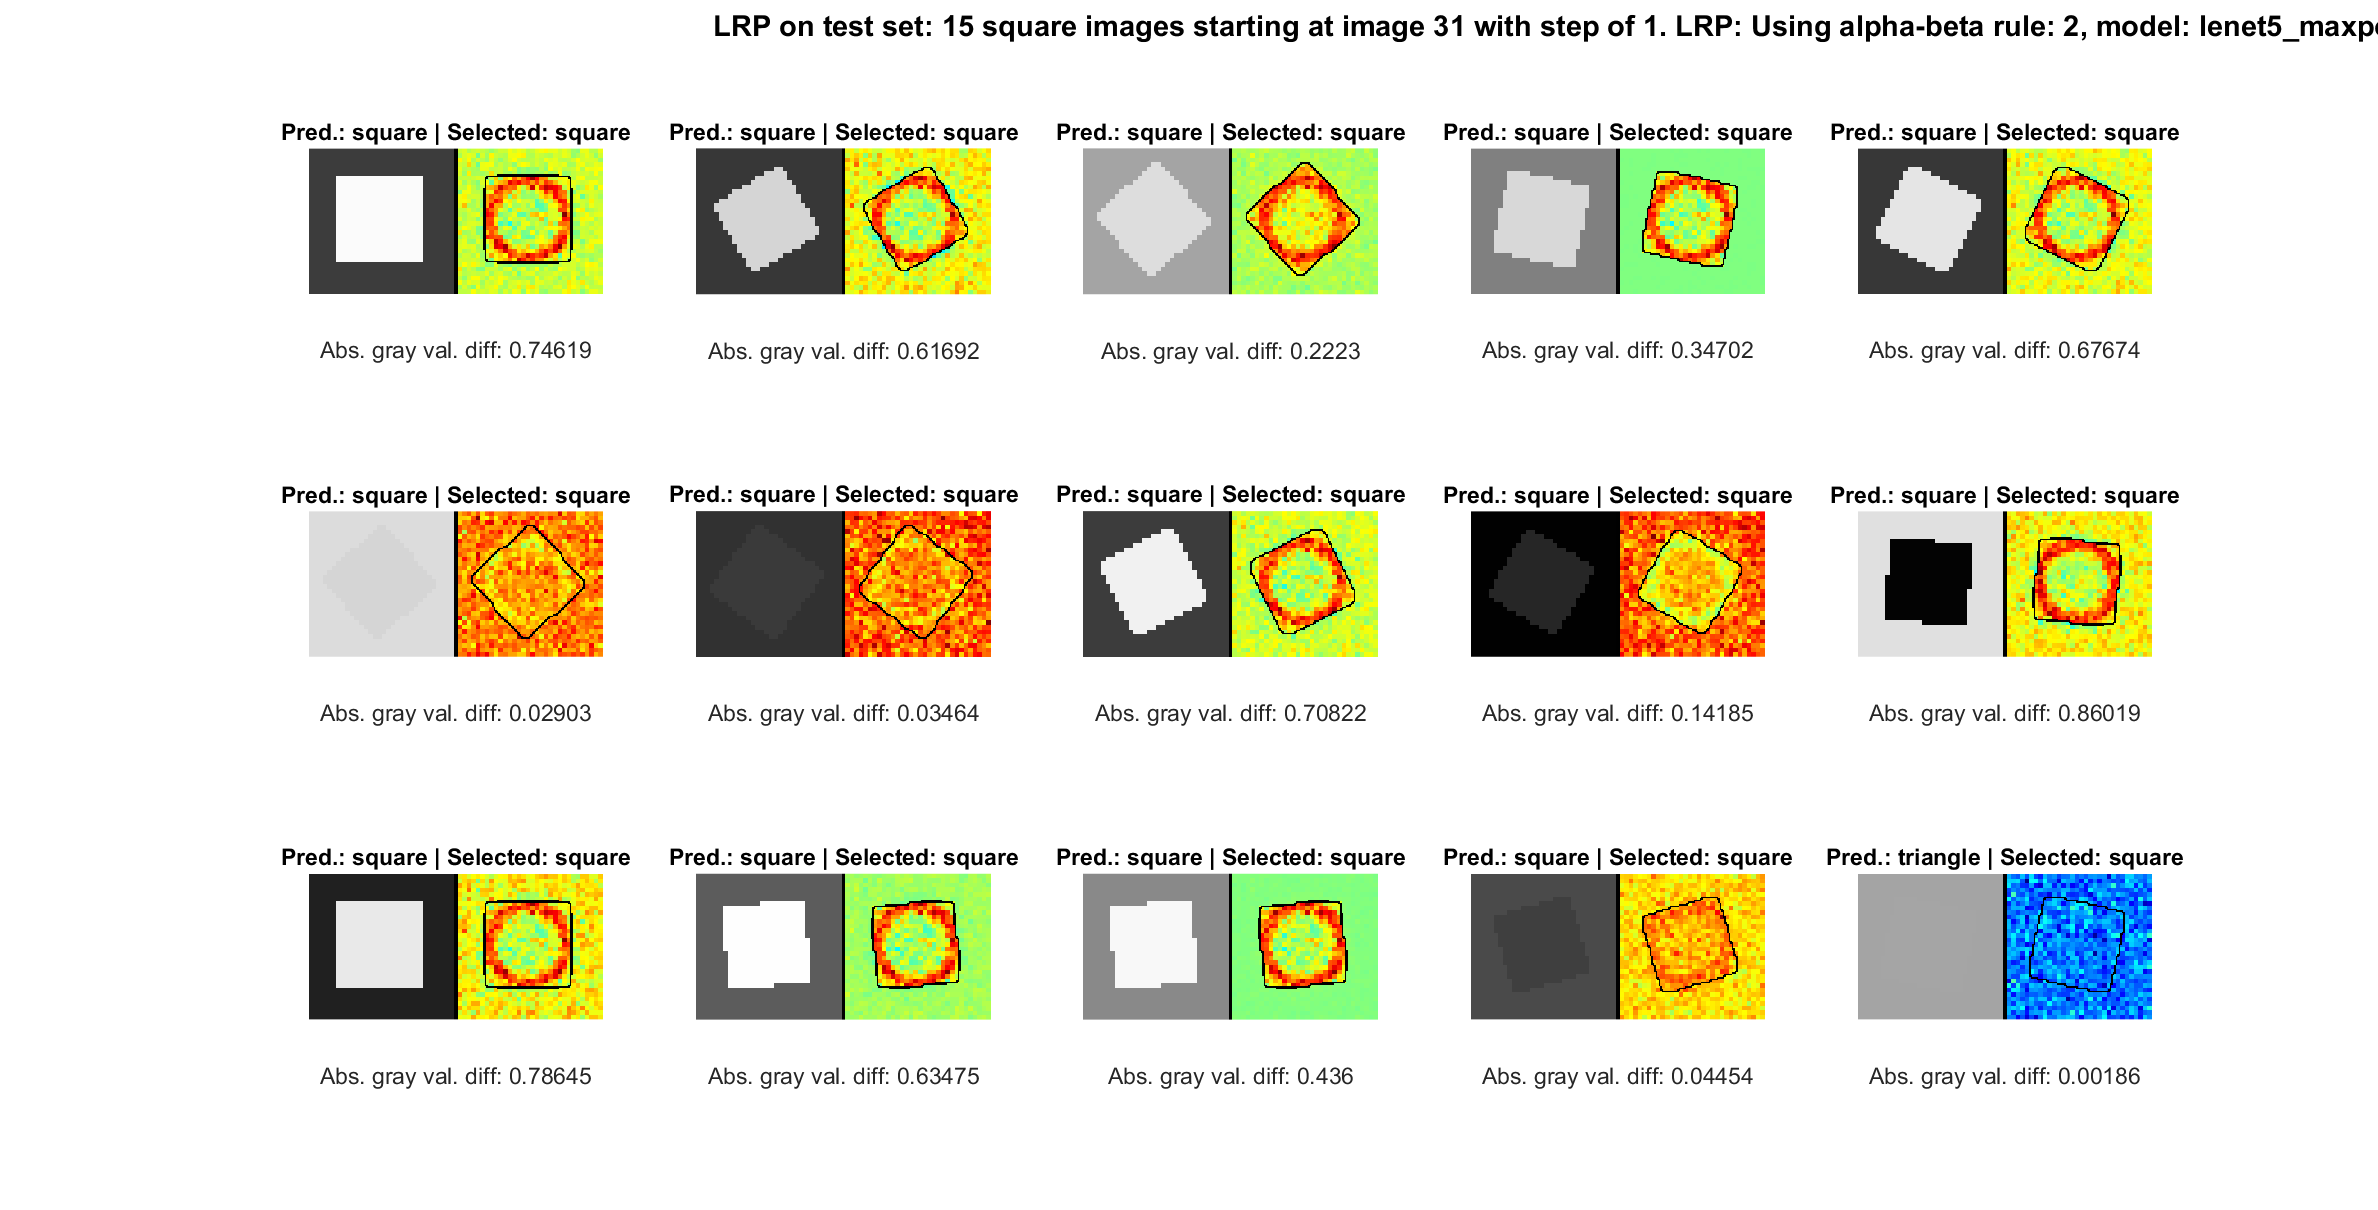 LRP on test set: 15 square images starting at image 31 with step of 1. LRP: Using alpha-beta rule: 2, model:
Pred.: square | Selected: square
Pred.: square | Selected: square
Pred.: square | Selected: square
Pred.: square | Selected: square
Pred.: square | Selected: square
Abs. gray val. diff: 0.74619
Abs. gray val. diff: 0.61692
Abs. gray val. diff: 0.2223
Abs. gray val. diff: 0.34702
Abs. gray val. diff: 0.67674
Pred.: square | Selected: square
Pred.: square | Selected: square
Pred.: square | Selected: square
Pred.: square | Selected: square
Pred.: square | Selected: square
Abs. gray val. diff: 0.02903
Abs. gray val. diff: 0.03464
Abs. gray val. diff: 0.70822
Abs. gray val. diff: 0.14185
Abs. gray val. diff: 0.86019
Pred.: square | Selected: square
Pred.: square | Selected: square
Pred.: square | Selected: square
Pred.: square | Selected: square
Pred.: triangle | Selected: square
Abs. gray val. diff: 0.78645
Abs. gray val. diff: 0.63475
Abs. gray val. diff: 0.436
Abs. gray val. diff: 0.04454
Abs. gray val. diff: 0.00186